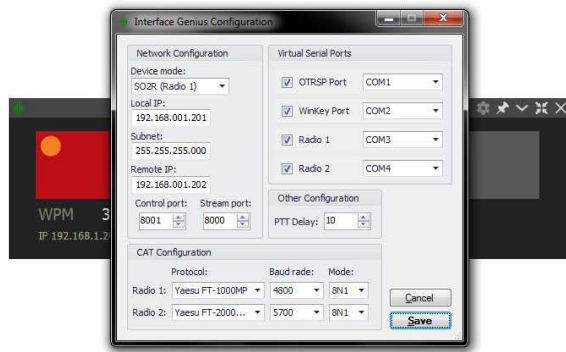 Interface Genius Configuration
Network Configuration
Device mode:
SO2R (Radio 1)
Local IP:
192.168.001.201
Subnet:
255.255.255.000
Remote IP:
192.168.001.202
Control port: Stream port:
8001 8000
Virtual Serial Ports
OTRSP Port COM1
WinKey Port COM2
Radio 1 COM3
Radio 2 COM4
Other Configuration
PTT Delay: 10
CAT Configuration
Protocol: Baud rade: Mode:
Radio 1: Yaesu FT-1000MP 4800 8N1
Radio 2: Yaesu FT-2000... 5700 8N1
Cancel
Save
WPM 3
IP 192.168.1.2